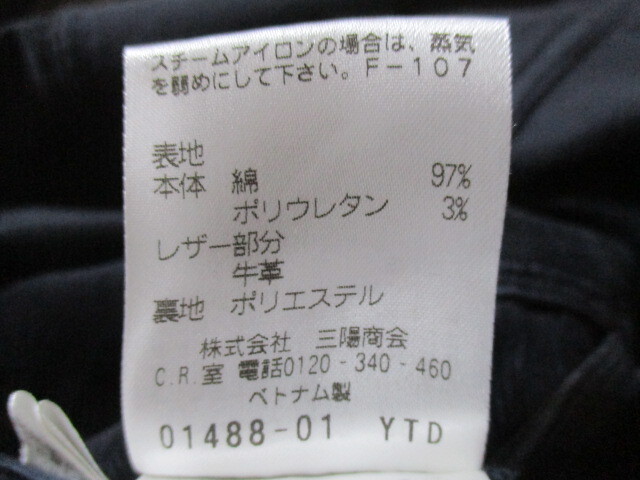 スチームアイロンの場合は、蒸気
を弱めにして下さい。F-107
表地
本体 綿 97%
ポリウレタン 3%
レザー部分
牛革
裏地 ポリエステル
株式会社 三陽商会
C.R.室 電話0120-340-460
ベトナム製
01488-01 YTD